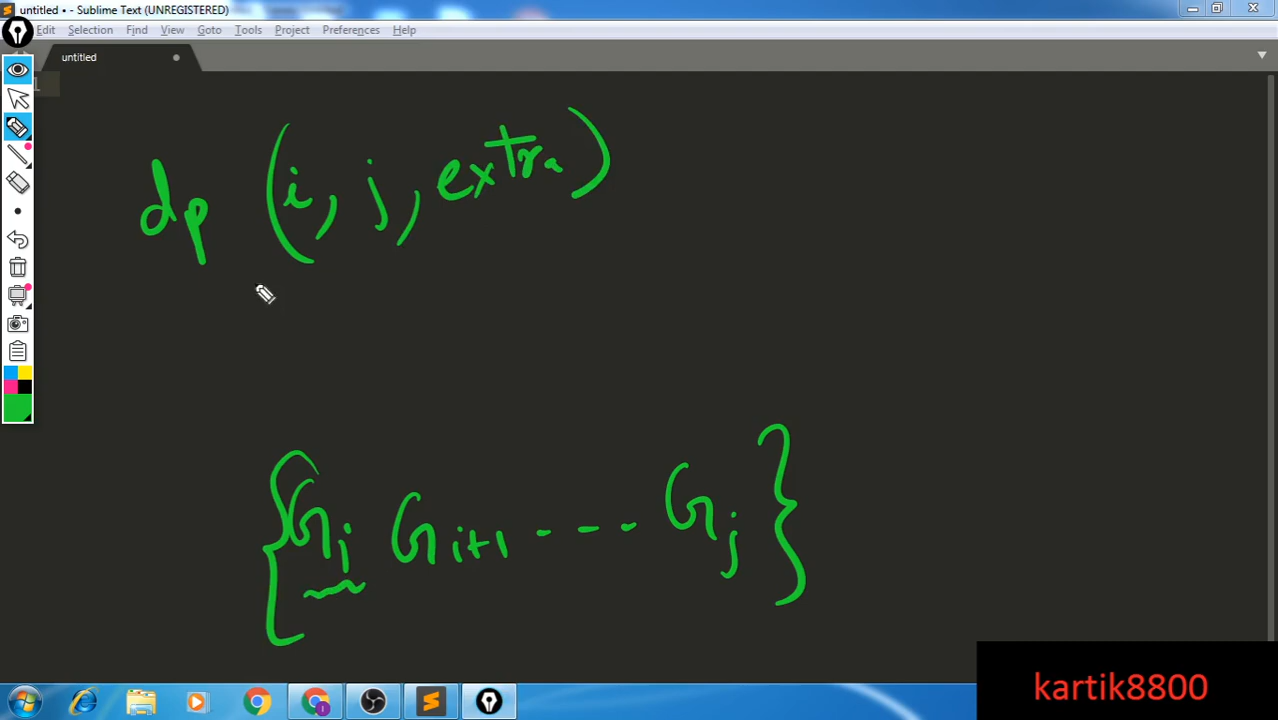 untitled • - Sublime Text (UNREGISTERED)
Edit Selection Find View Goto Tools Project Preferences Help
untitled
1
dp (i, j, extra)
{Gi Gi+1 - - - Gj}
kartik8800